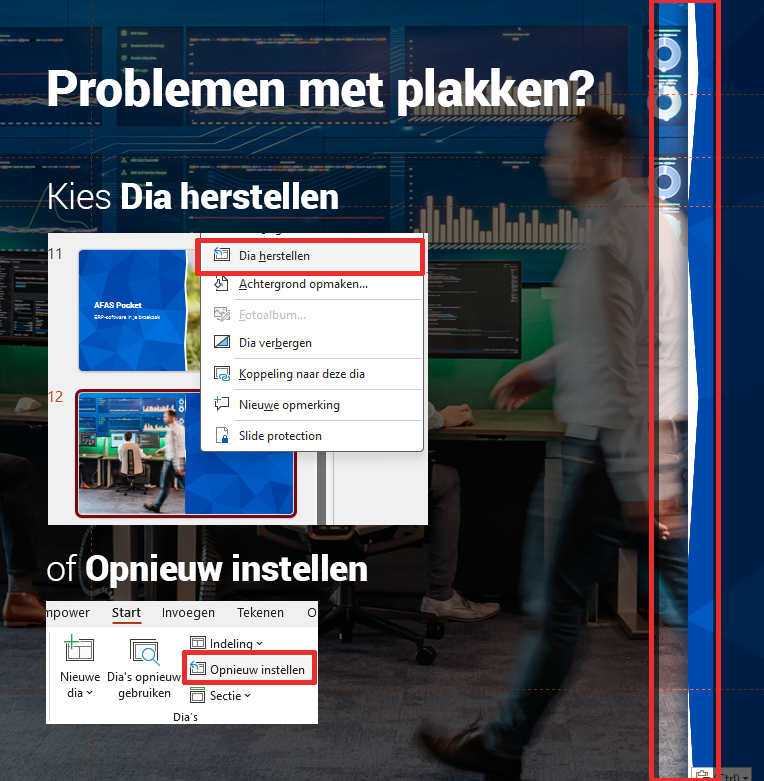 Problemen met plakken?
Kies Dia herstellen
11
AFAS Pocket
ERP-software in je broekzak
12
Dia herstellen
Achtergrond opmaken...
Fotoalbum...
Dia verbergen
Koppeling naar deze dia
Nieuwe opmerking
Slide protection
of Opnieuw instellen
mpower Start Invoegen Tekenen O
Nieuwe
dia
Dia's opnieuw
gebruiken
Indeling
Opnieuw instellen
Sectie
Dia's
(Ctrl)